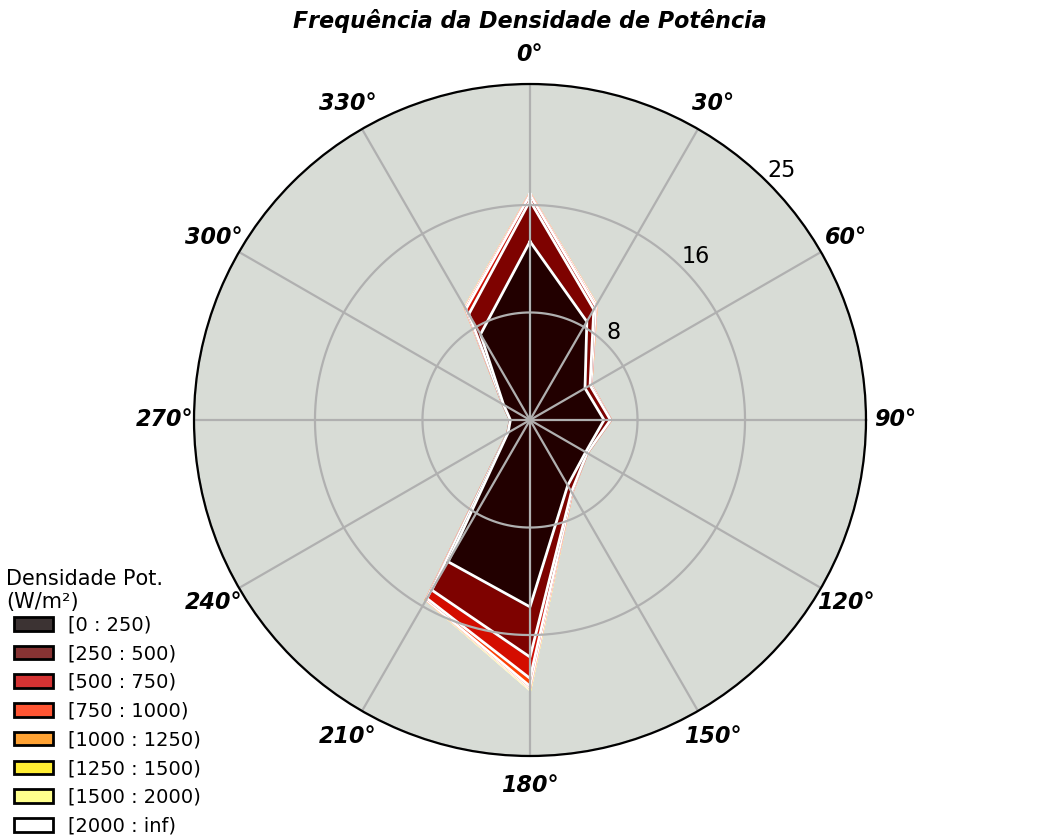 Frequência da Densidade de Potência
0°
330°
30°
25
300°
60°
16
8
270°
90°
240°
120°
210°
150°
180°
Densidade Pot.
(W/m²)
[0 : 250)
[250 : 500)
[500 : 750)
[750 : 1000)
[1000 : 1250)
[1250 : 1500)
[1500 : 2000)
[2000 : inf)